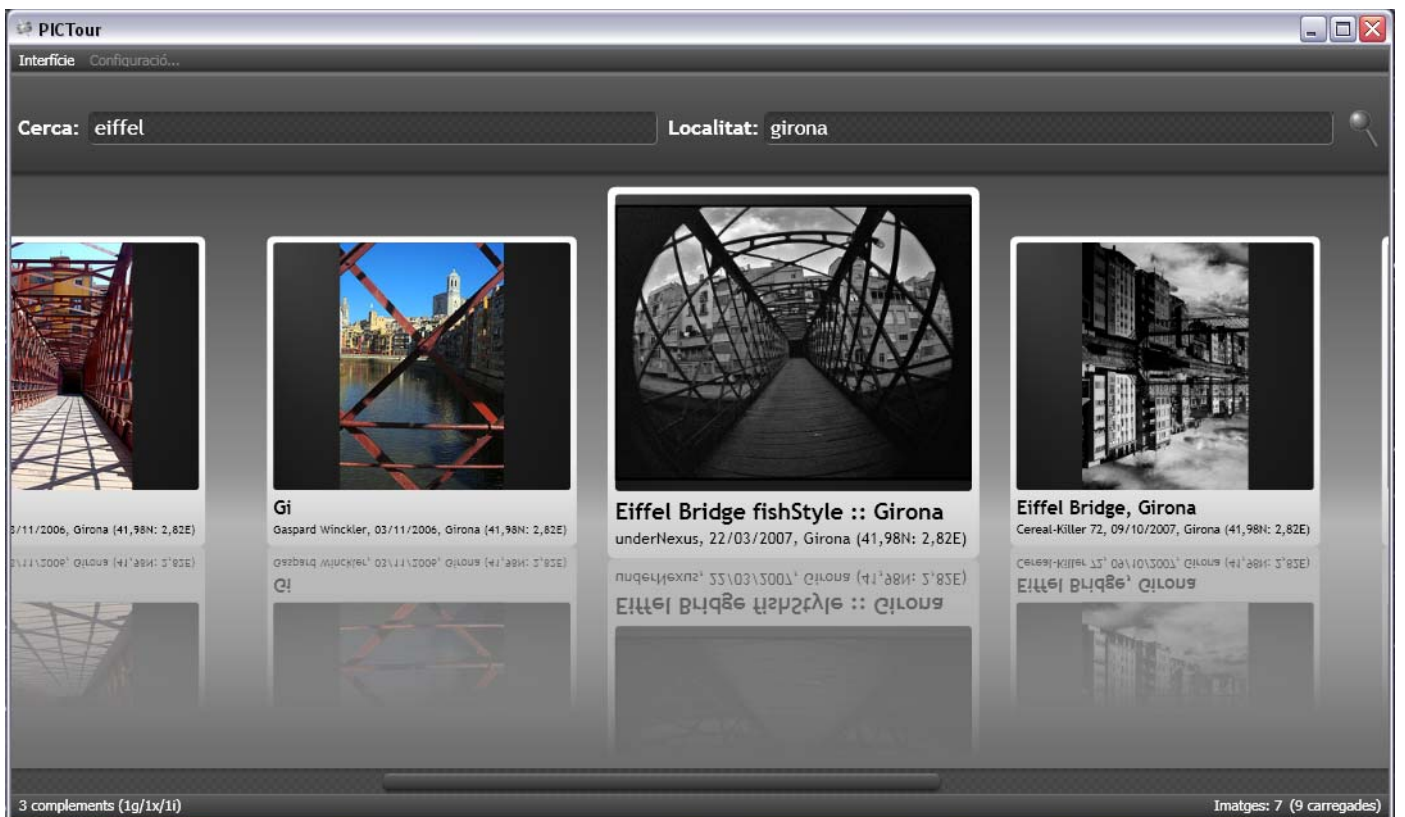 PICTour
Interfície Configuració...
Cerca: eiffel Localitat: girona
Gi
Eiffel Bridge fishStyle :: Girona
Eiffel Bridge, Girona
/11/2006, Girona (41,98N: 2,82E)
Gaspard Winckler, 03/11/2006, Girona (41,98N: 2,82E)
underNexus, 22/03/2007, Girona (41,98N: 2,82E)
Cereal-Killer 72, 09/10/2007, Girona (41,98N: 2,82E)
3 complements (1g/1x/1i)
Imatges: 7 (9 carregades)